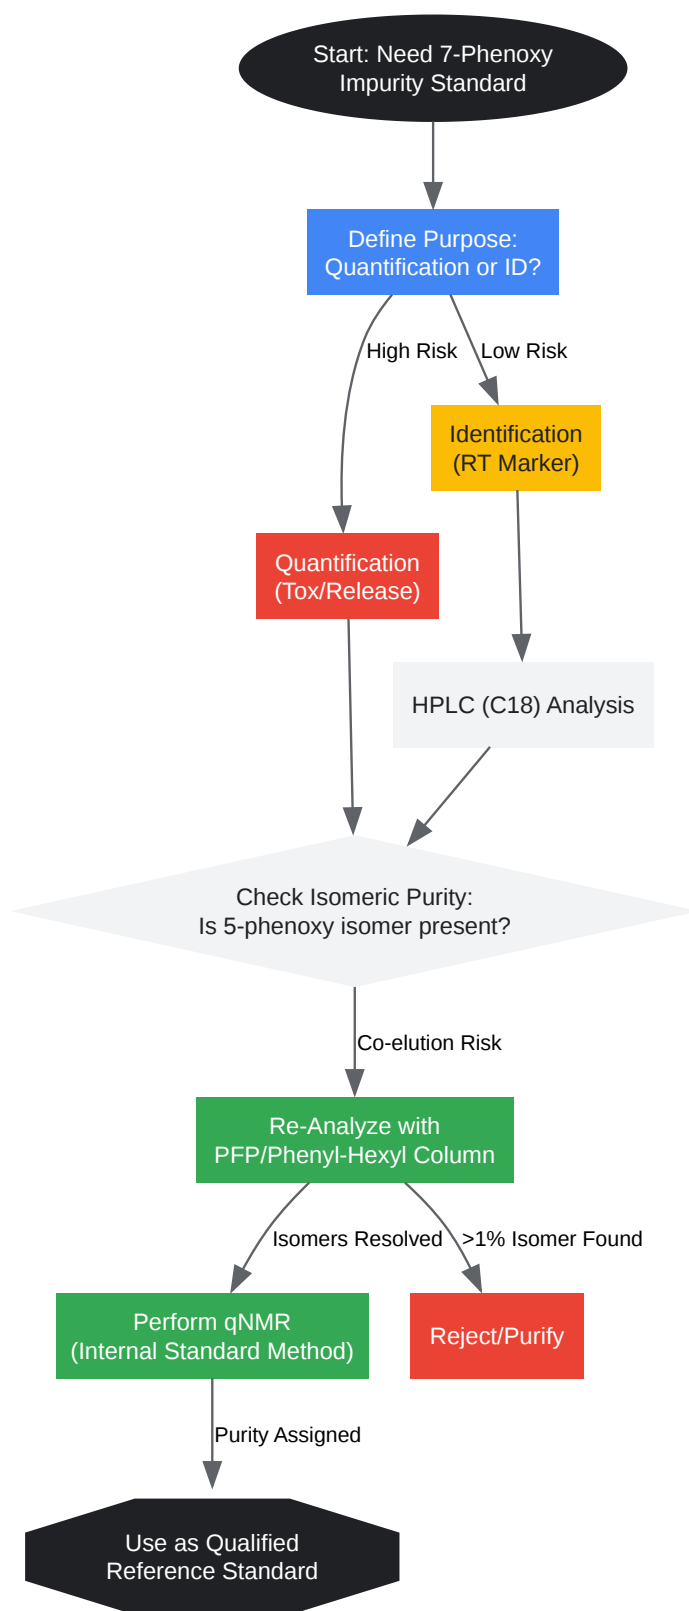 Start: Need 7-Phenoxy
Impurity Standard
Define Purpose:
Quantification or ID?
High Risk
Low Risk
Identification
(RT Marker)
Quantification
(Tox/Release)
HPLC (C18) Analysis
Check Isomeric Purity:
Is 5-phenoxy isomer present?
Co-elution Risk
Re-Analyze with
PFP/Phenyl-Hexyl Column
Isomers Resolved
>1% Isomer Found
Perform qNMR
(Internal Standard Method)
Reject/Purify
Purity Assigned
Use as Qualified
Reference Standard